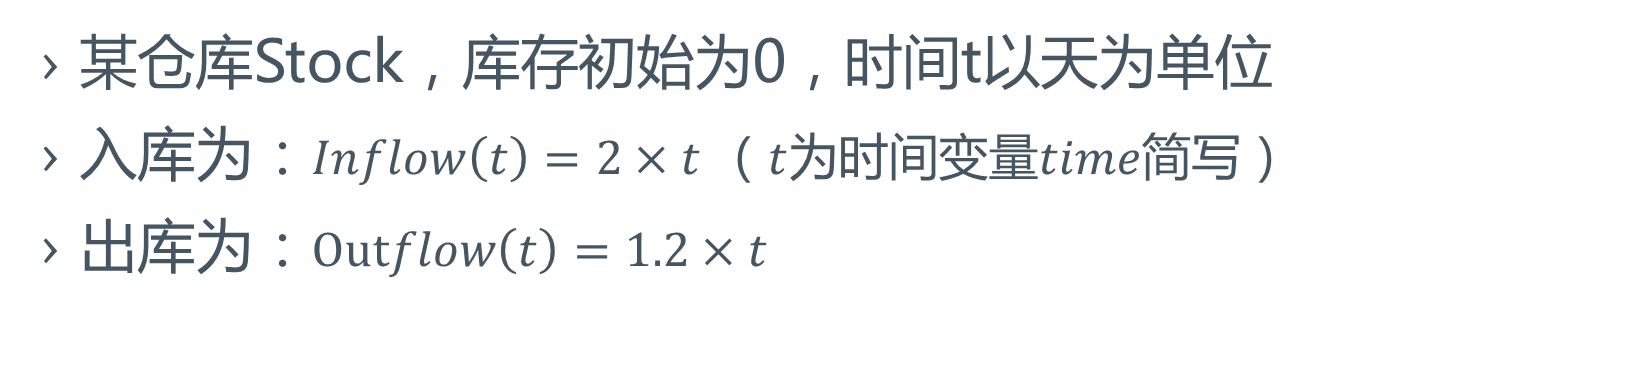 › 某仓库Stock，库存初始为0，时间t以天为单位
› 入库为：Inflow(t) = 2 × t （t为时间变量time简写）
› 出库为：Outflow(t) = 1.2 × t